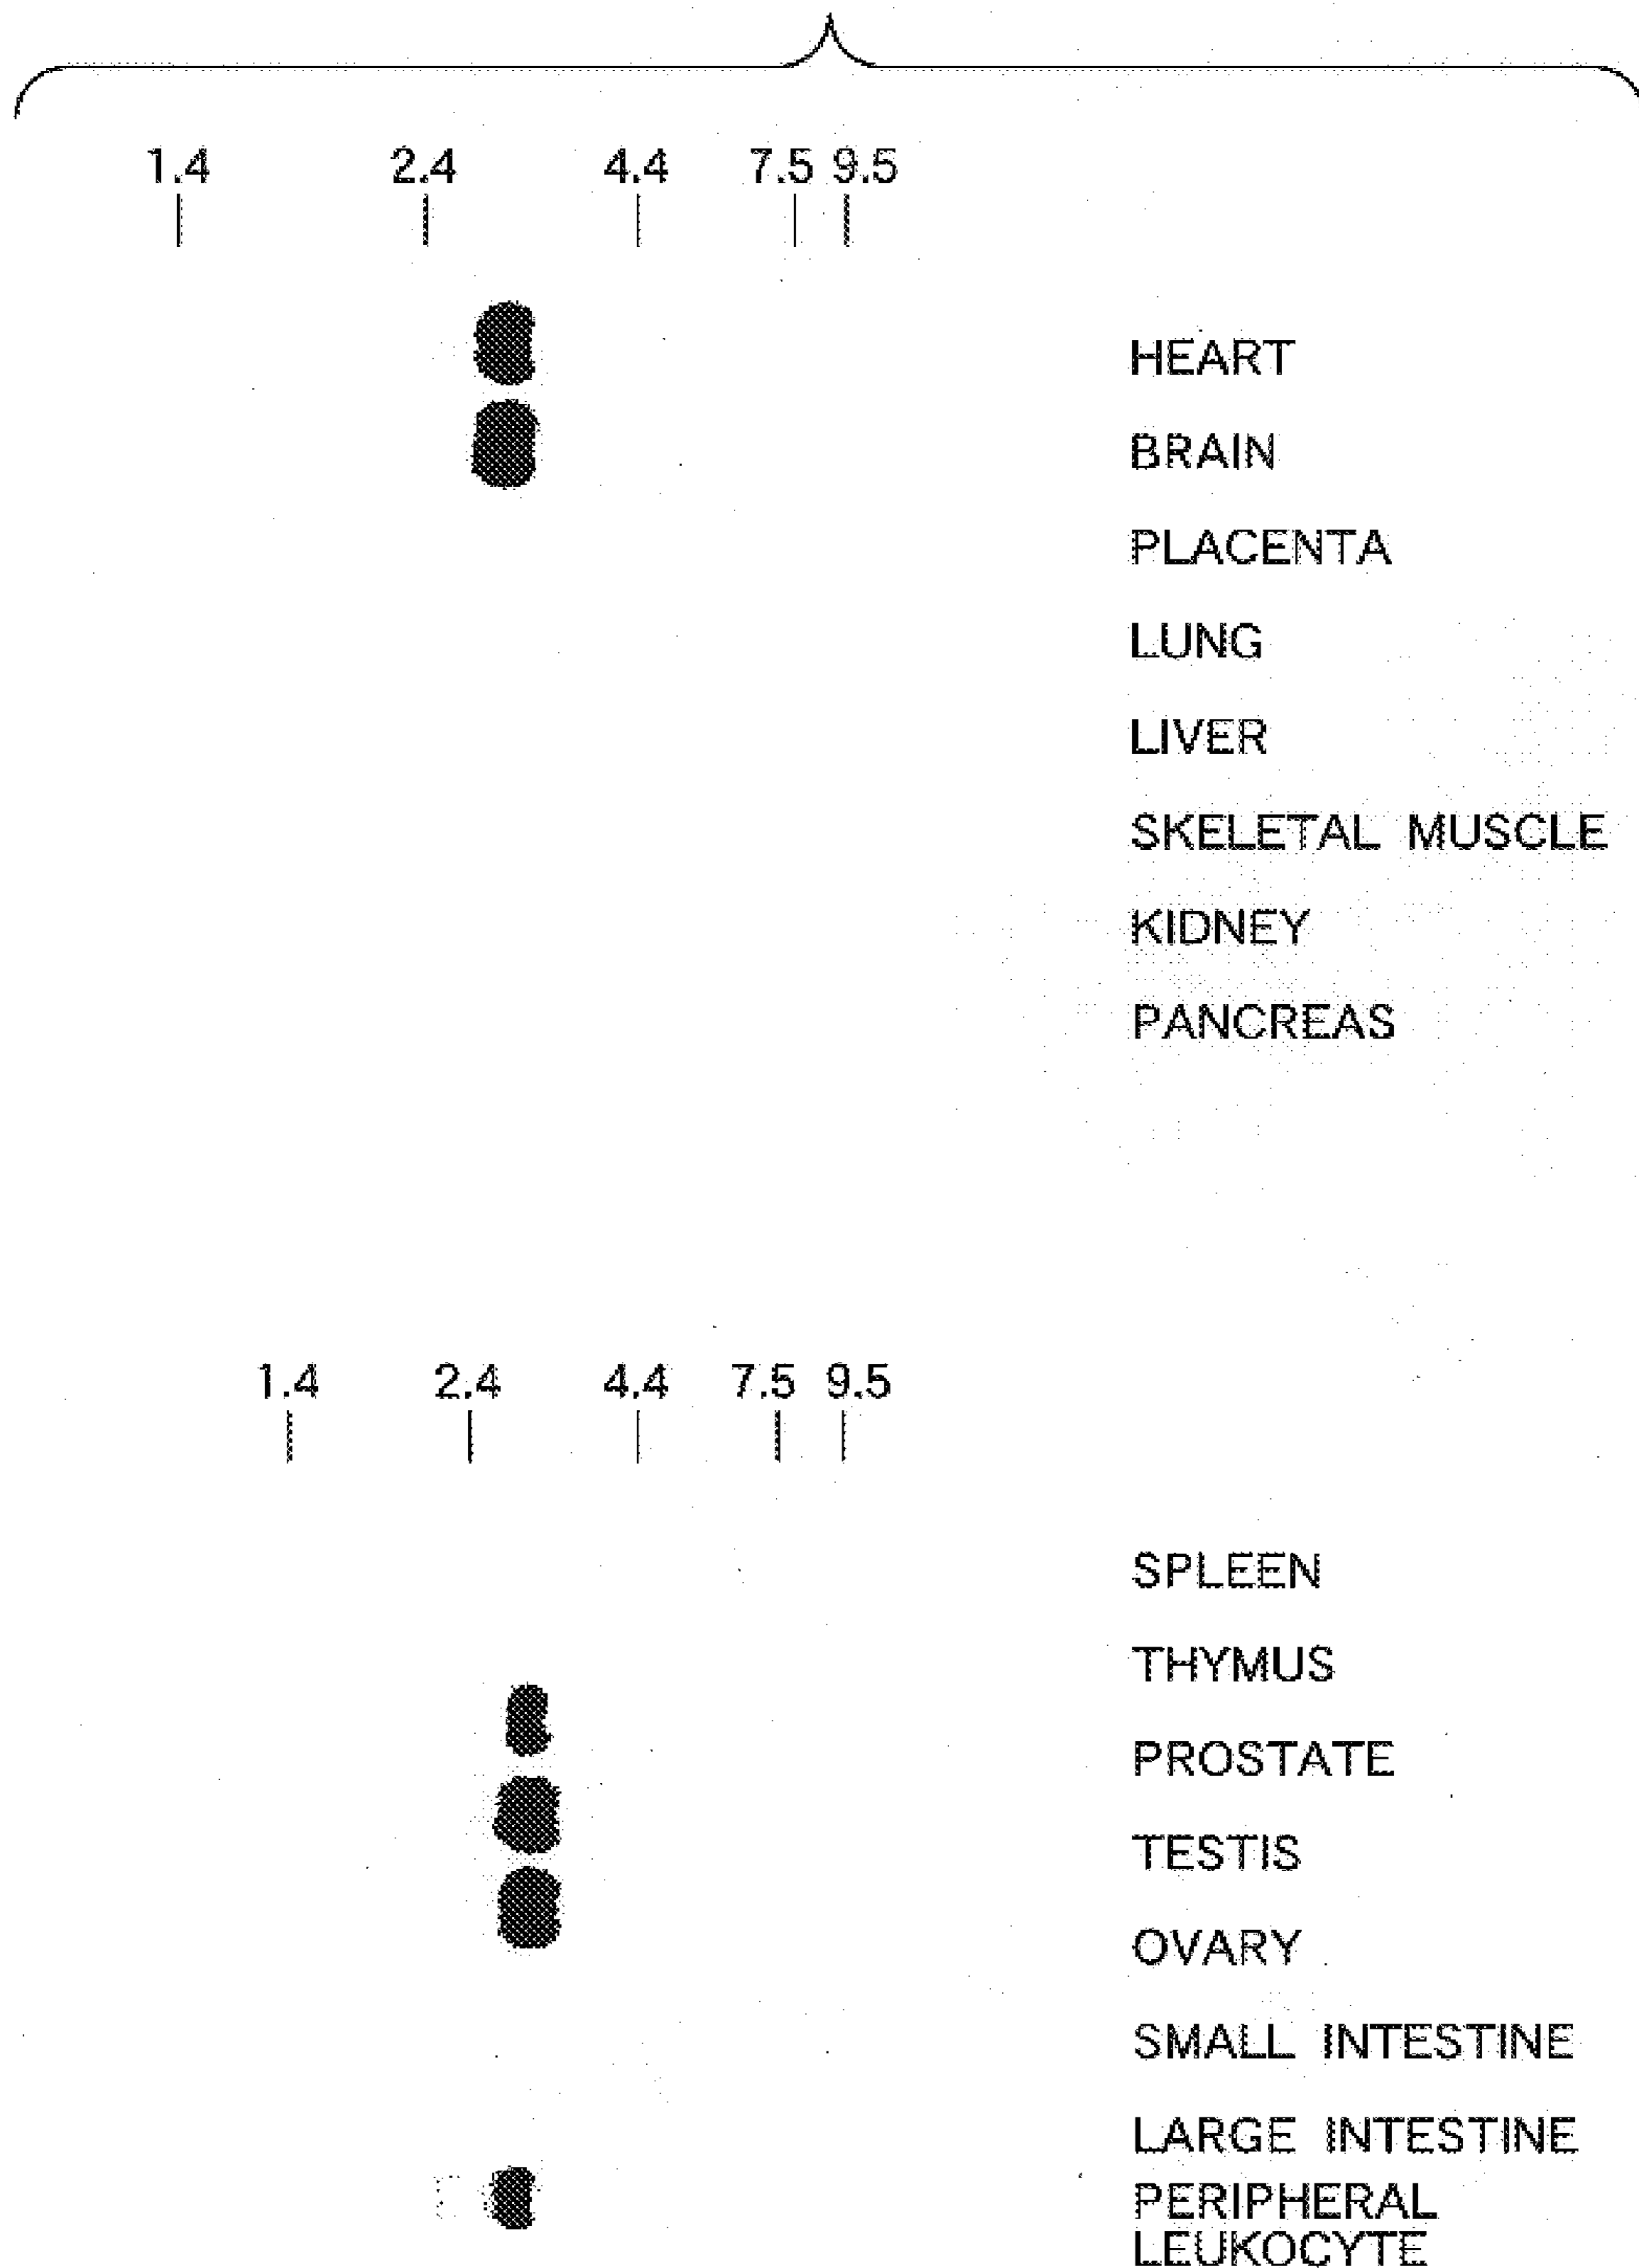 1.4 2.4 4.4 7.5 9.5
HEART
BRAIN
PLACENTA
LUNG
LIVER
SKELETAL MUSCLE
KIDNEY
PANCREAS
1.4 2.4 4.4 7.5 9.5
SPLEEN
THYMUS
PROSTATE
TESTIS
OVARY
SMALL INTESTINE
LARGE INTESTINE
PERIPHERAL
LEUKOCYTE